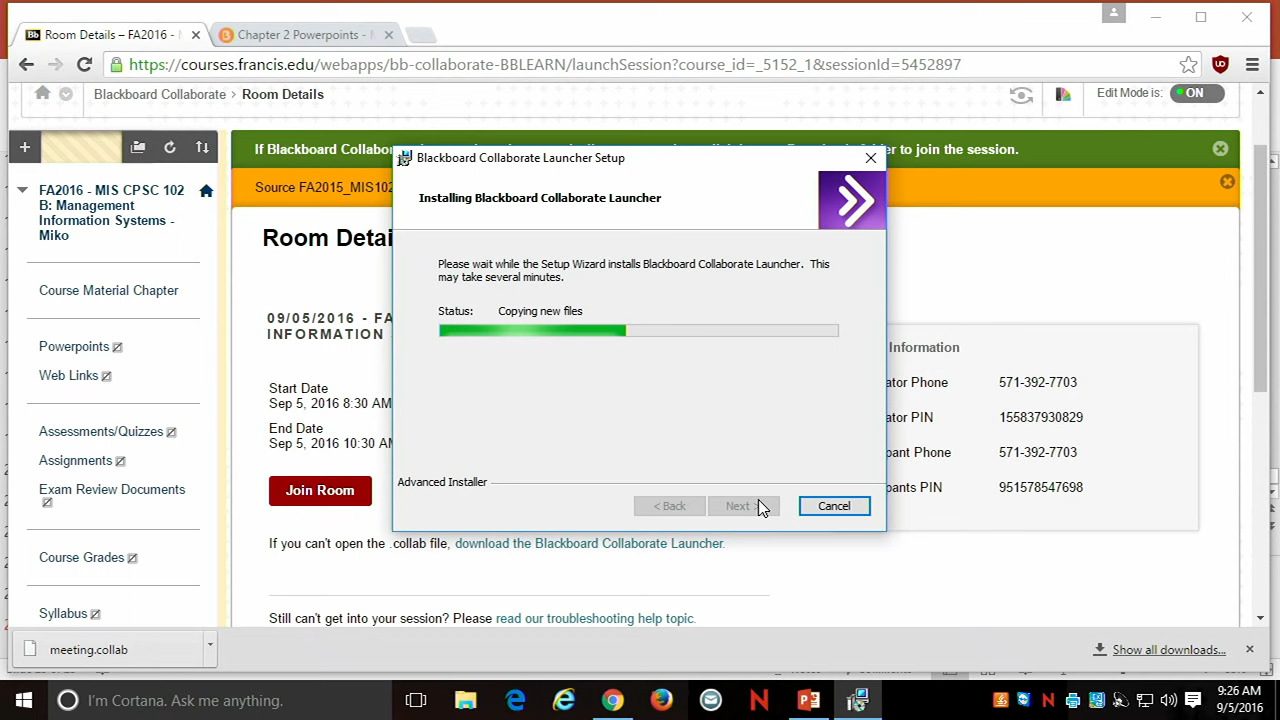 Room Details – FA2016 -
Chapter 2 Powerpoints -
https://courses.francis.edu/webapps/bb-collaborate-BBLEARN/launchSession?course_id=_5152_1&sessionId=5452897
Blackboard Collaborate > Room Details
Edit Mode is: ON
If Blackboard Collabor
der to join the session.
Source FA2015_MIS102
FA2016 - MIS CPSC 102
B: Management
Information Systems -
Miko
Course Material Chapter
Powerpoints
Web Links
Assessments/Quizzes
Assignments
Exam Review Documents
Course Grades
Syllabus
Room Detai
09/05/2016 - FA
INFORMATION
Start Date
Sep 5, 2016 8:30 AM
End Date
Sep 5, 2016 10:30 AM
Join Room
If you can't open the .collab file, download the Blackboard Collaborate Launcher.
Still can't get into your session? Please read our troubleshooting help topic.
Information
ator Phone 571-392-7703
ator PIN 155837930829
pant Phone 571-392-7703
pants PIN 951578547698
Blackboard Collaborate Launcher Setup
Installing Blackboard Collaborate Launcher
Please wait while the Setup Wizard installs Blackboard Collaborate Launcher. This
may take several minutes.
Status: Copying new files
Advanced Installer
< Back
Next >
Cancel
meeting.collab
Show all downloads...
I'm Cortana. Ask me anything.
9:26 AM
9/5/2016